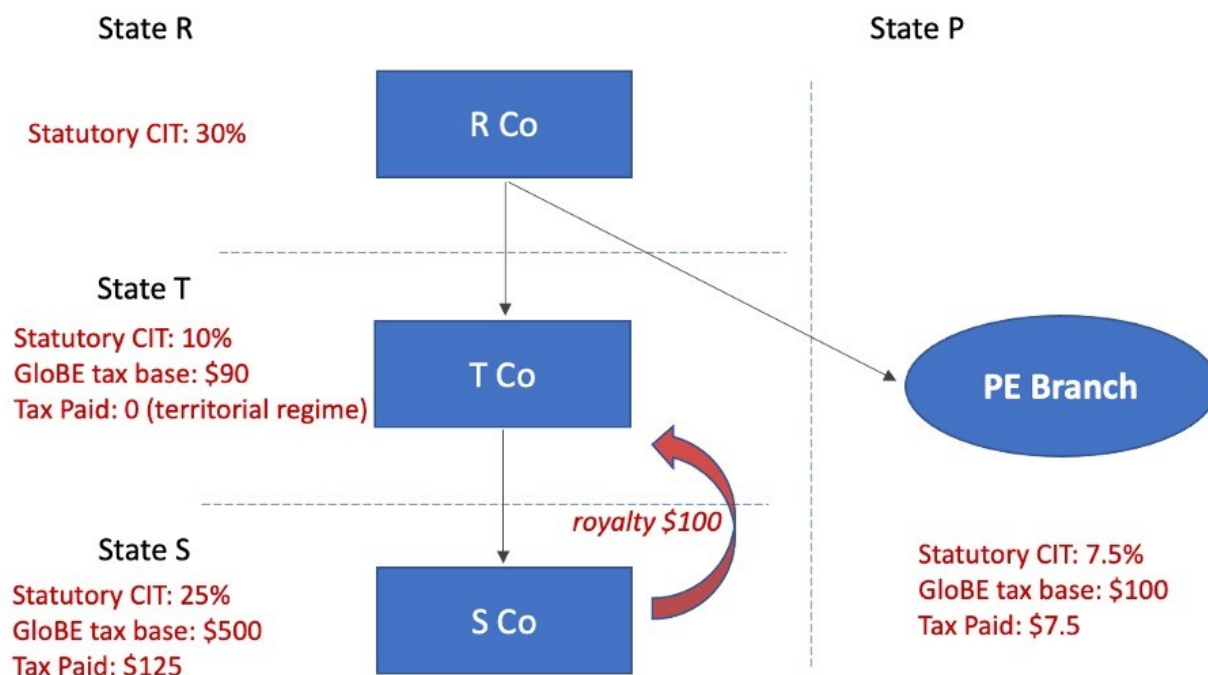 State R
State P
Statutory CIT: 30%
R Co
State T
Statutory CIT: 10%
GloBE tax base: $90
Tax Paid: 0 (territorial regime)
T Co
PE Branch
royalty $100
State S
Statutory CIT: 25%
GloBE tax base: $500
Tax Paid: $125
S Co
Statutory CIT: 7.5%
GloBE tax base: $100
Tax Paid: $7.5